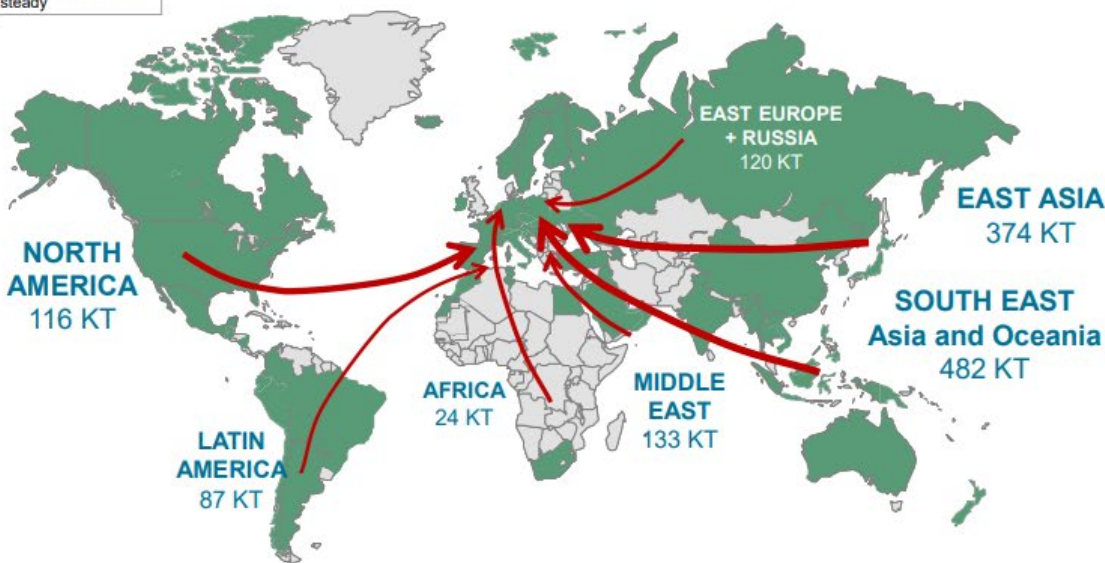 steady
EAST EUROPE
+ RUSSIA
120 KT
EAST ASIA
374 KT
NORTH
AMERICA
116 KT
SOUTH EAST
Asia and Oceania
482 KT
AFRICA
24 KT
MIDDLE
EAST
133 KT
LATIN
AMERICA
87 KT